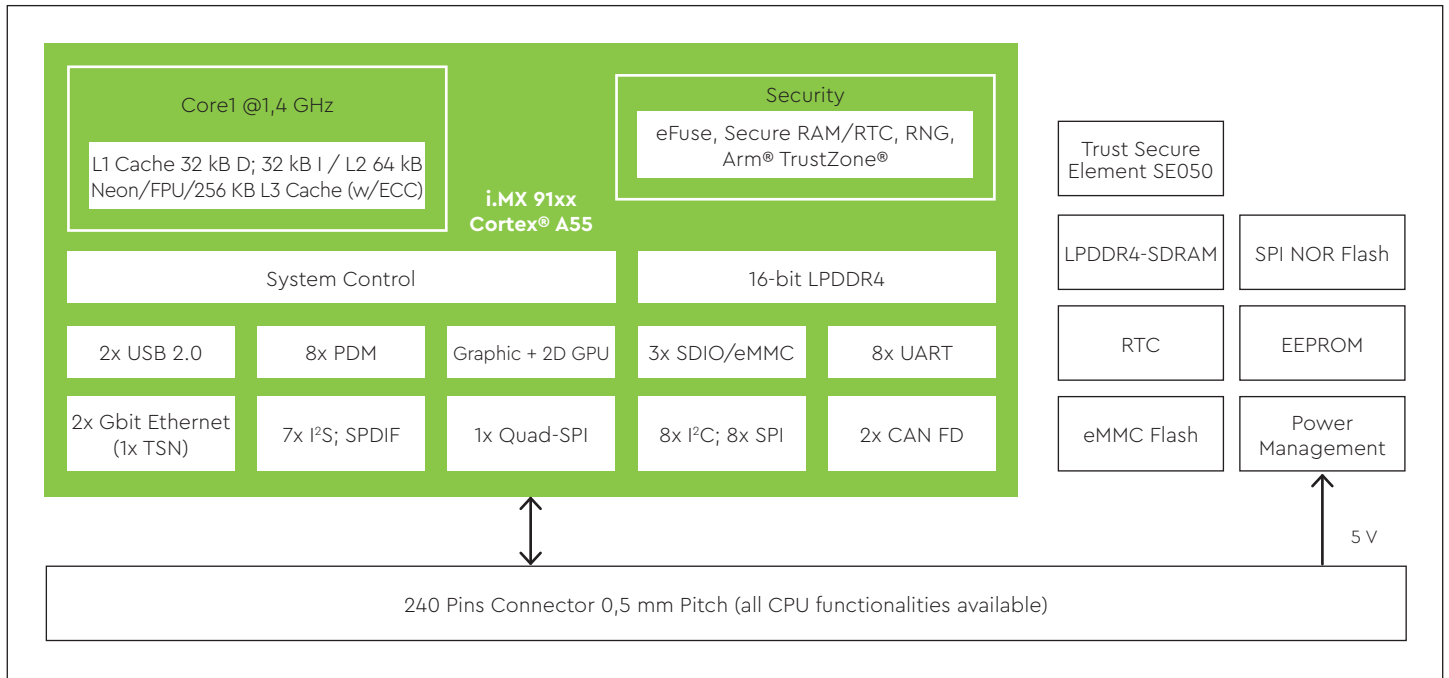 Core1 @1,4 GHz
L1 Cache 32 kB D; 32 kB I / L2 64 kB
Neon/FPU/256 KB L3 Cache (w/ECC)
i.MX 91xx
Cortex® A55
Security
eFuse, Secure RAM/RTC, RNG,
Arm® TrustZone®
System Control
16-bit LPDDR4
2x USB 2.0
8x PDM
Graphic + 2D GPU
3x SDIO/eMMC
8x UART
2x Gbit Ethernet
(1x TSN)
7x I²S; SPDIF
1x Quad-SPI
8x I²C; 8x SPI
2x CAN FD
Trust Secure
Element SE050
LPDDR4-SDRAM
SPI NOR Flash
RTC
EEPROM
eMMC Flash
Power
Management
5 V
240 Pins Connector 0,5 mm Pitch (all CPU functionalities available)